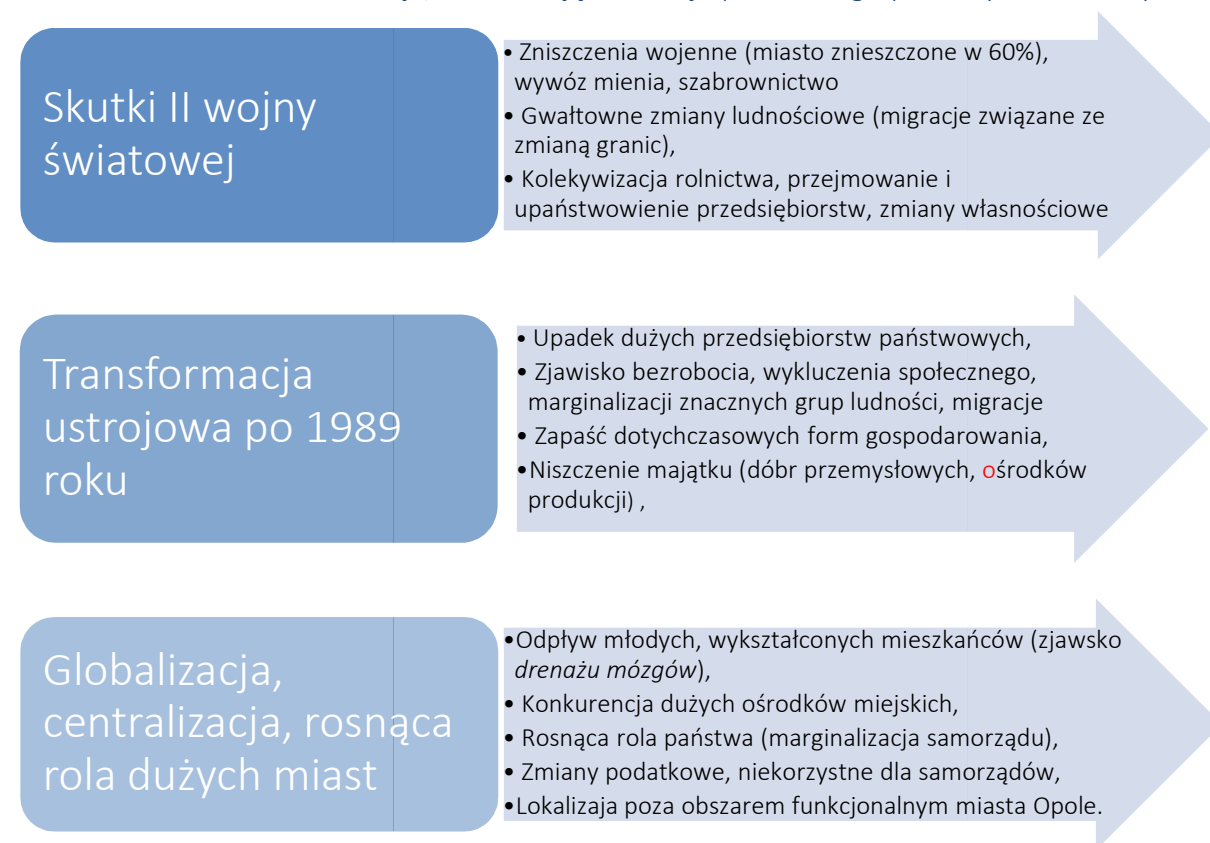 Skutki II wojny
światowej
• Zniszczenia wojenne (miasto znieszczone w 60%),
wywóz mienia, szabrownictwo
• Gwałtowne zmiany ludnościowe (migracje związane ze
zmianą granic),
• Kolekywizacja rolnictwa, przejmowanie i
upaństwowienie przedsiębiorstw, zmiany własnościowe
Transformacja
ustrojowa po 1989
roku
• Upadek dużych przedsiębiorstw państwowych,
• Zjawisko bezrobocia, wykluczenia społecznego,
marginalizacji znacznych grup ludności, migracje
• Zapaść dotychczasowych form gospodarowania,
•Niszczenie majątku (dóbr przemysłowych, ośrodków
produkcji) ,
Globalizacja,
centralizacja, rosnąca
rola dużych miast
•Odpływ młodych, wykształconych mieszkańców (zjawsko
drenażu mózgów),
• Konkurencja dużych ośrodków miejskich,
• Rosnąca rola państwa (marginalizacja samorządu),
• Zmiany podatkowe, niekorzystne dla samorządów,
•Lokalizaja poza obszarem funkcjonalnym miasta Opole.